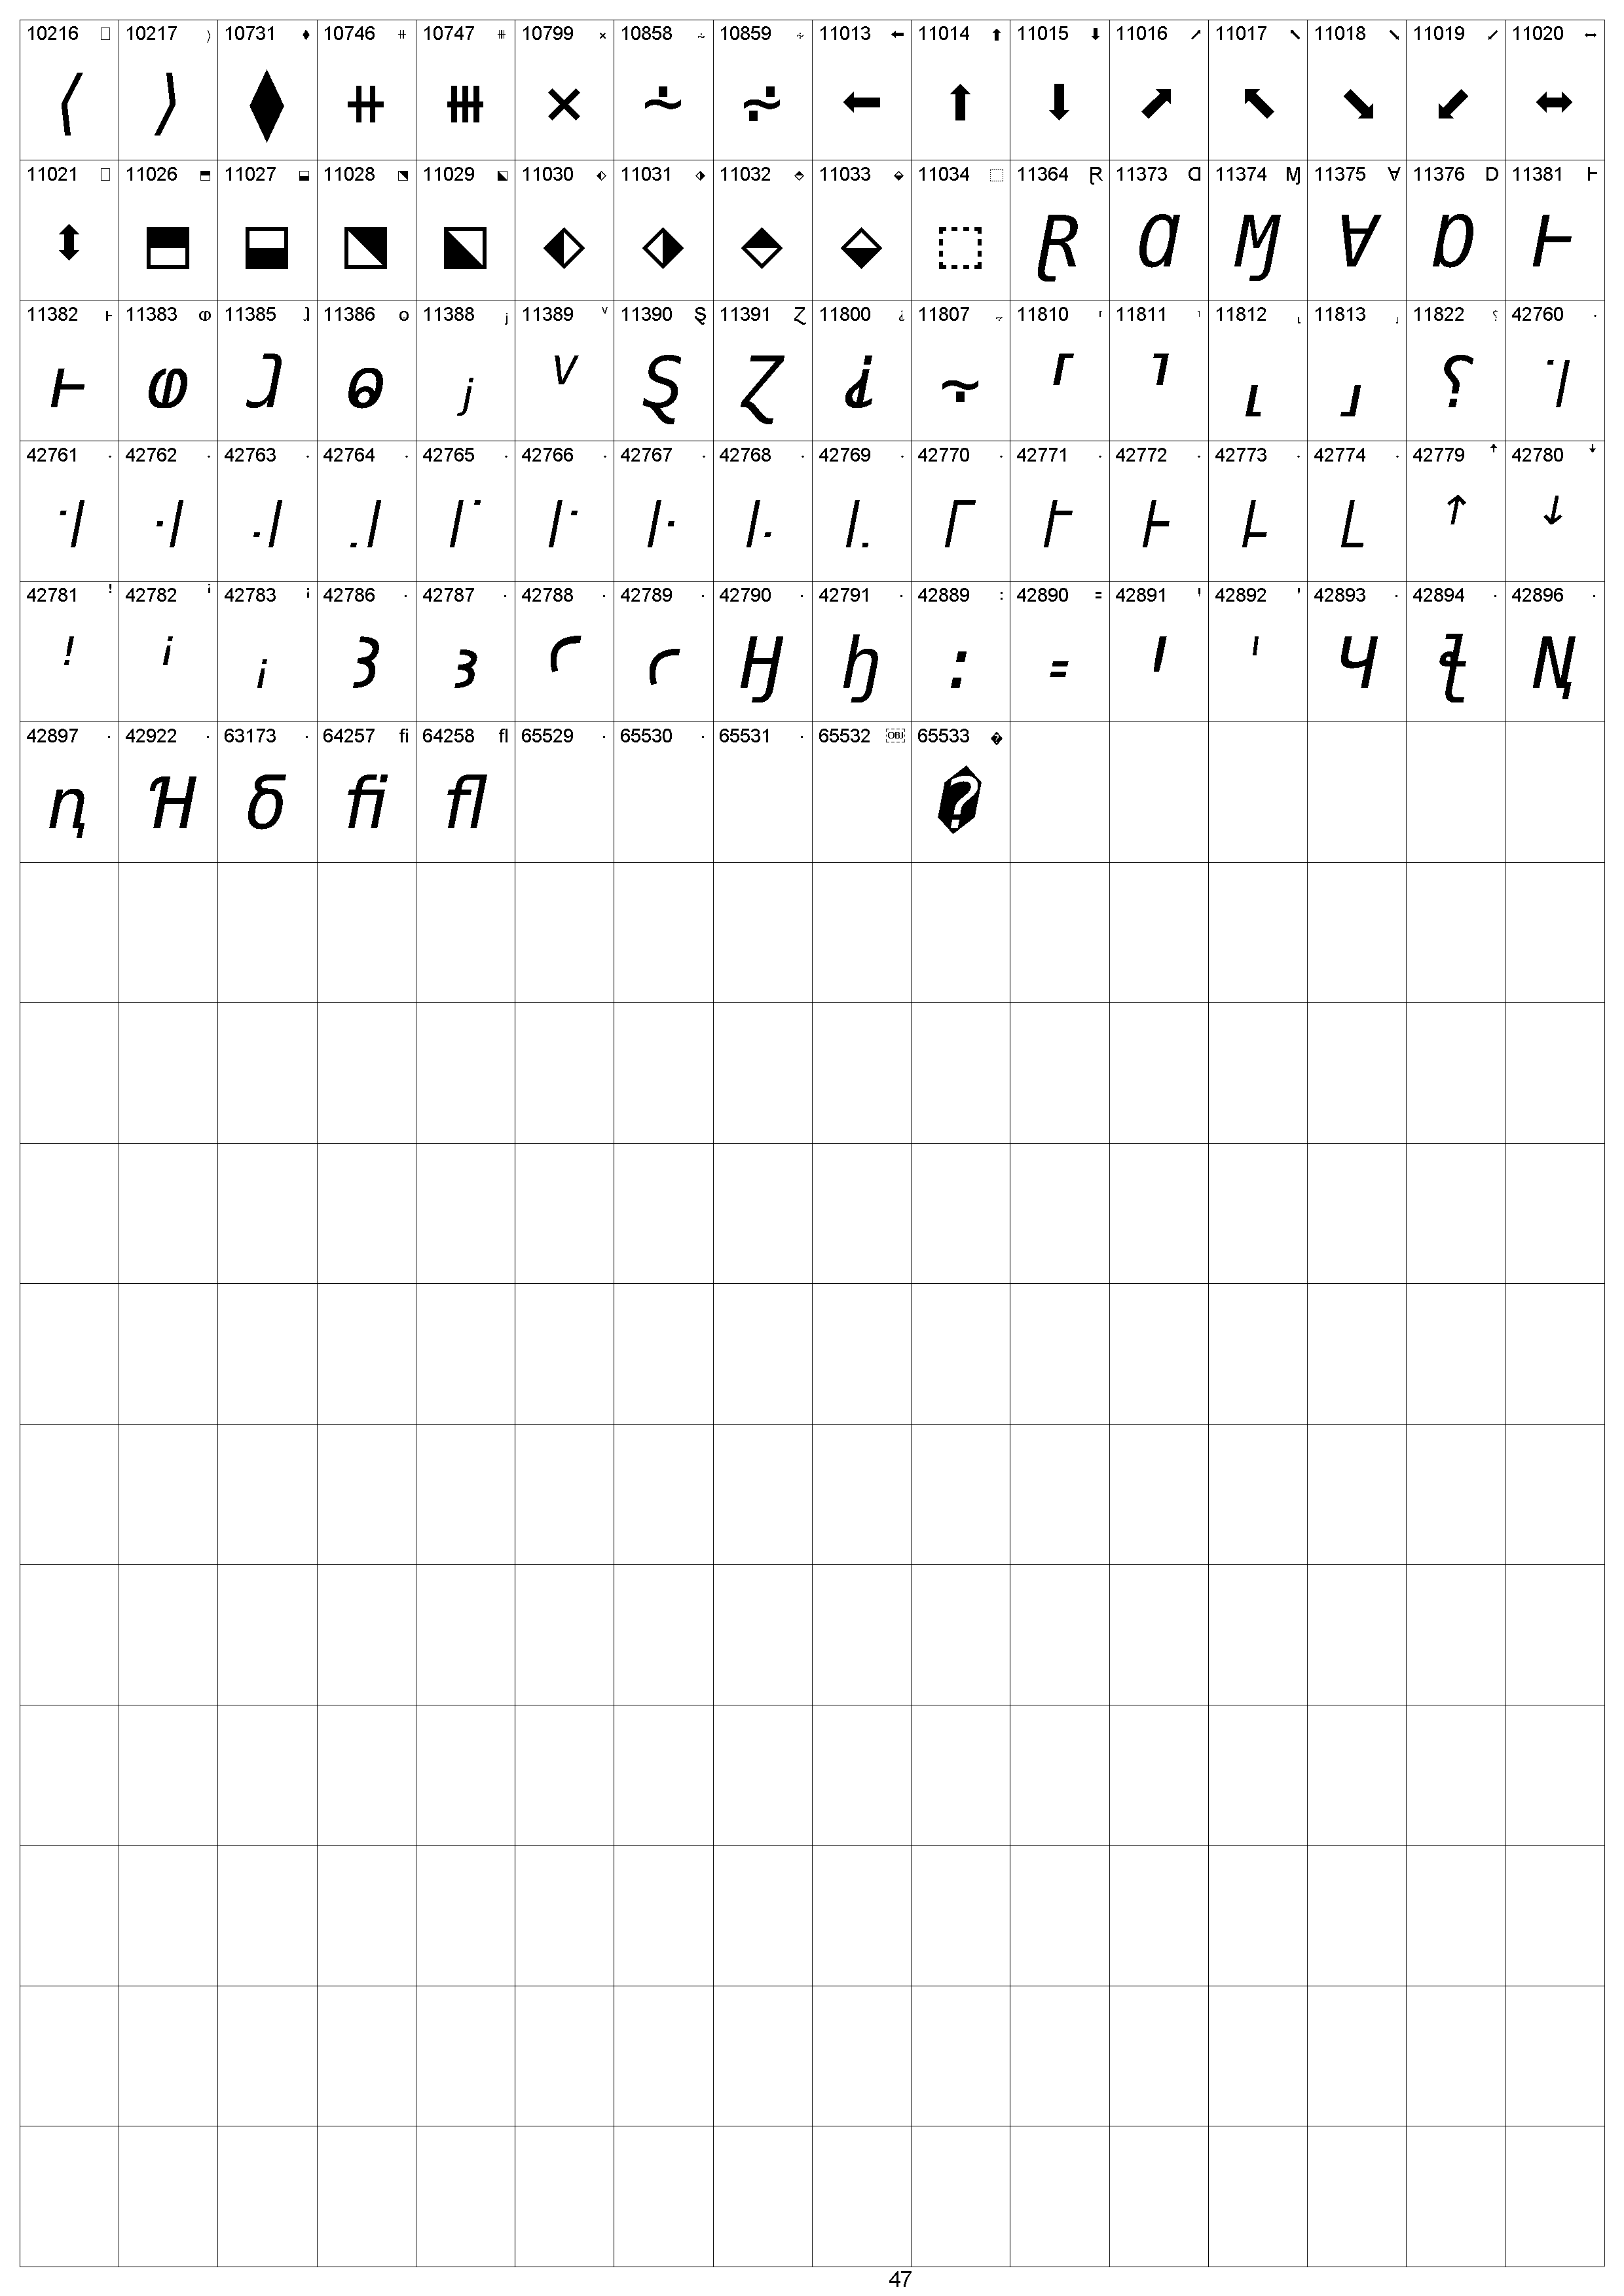 10216 ⟨ 10217 ⟩ 10731 ⧫ 10746 ⧺ 10747 ⧻ 10799 ⨯ 10858 ⩪ 10859 ⩫ 11013 ⬅ 11014 ⬆ 11015 ⬇ 11016 ⬈ 11017 ⬉ 11018 ⬊ 11019 ⬋ 11020 ⬌
11021 ⬍ 11026 ⬒ 11027 ⬓ 11028 ⬔ 11029 ⬕ 11030 ⬖ 11031 ⬗ 11032 ⬘ 11033 ⬙ 11034 ⬚ 11364 Ɽ 11373 Ɑ 11374 Ɱ 11375 Ɐ 11376 Ɒ 11381 Ⱶ
11382 ⱶ 11383 ⱷ 11385 ⱹ 11386 ⱺ 11388 ⱼ 11389 ⱽ 11390 Ȿ 11391 Ɀ 11800 ⸘ 11807 ⸟ 11810 ⸢ 11811 ⸣ 11812 ⸤ 11813 ⸥ 11822 ⸮ 42760 ꜈
42761 ꜉ 42762 ꜊ 42763 ꜋ 42764 ꜌ 42765 ꜍ 42766 ꜎ 42767 ꜏ 42768 ꜐ 42769 ꜑ 42770 ꜒ 42771 ꜓ 42772 ꜔ 42773 ꜕ 42774 ꜖ 42779 ꜛ 42780 ꜜ
42781 ꜝ 42782 ꜞ 42783 ꜟ 42786 Ꜣ 42787 ꜣ 42788 Ꜥ 42789 ꜥ 42790 Ꜧ 42791 ꜧ 42889 ꞉ 42890 ꞊ 42891 Ꞌ 42892 ꞌ 42893 Ɥ 42894 ꞎ 42896 Ꞑ
42897 ꞑ 42922 Ɦ 63173 δ 64257 ﬁ 64258 ﬂ 65529 65530 65531 65532 OBJ 65533 �
47